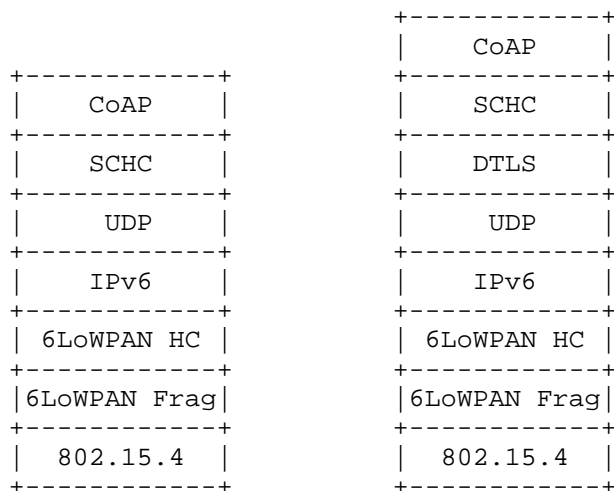 CoAP
CoAP SCHC
SCHC DTLS
UDP UDP
IPv6 IPv6
6LoWPAN HC 6LoWPAN HC
6LoWPAN Frag 6LoWPAN Frag
802.15.4 802.15.4